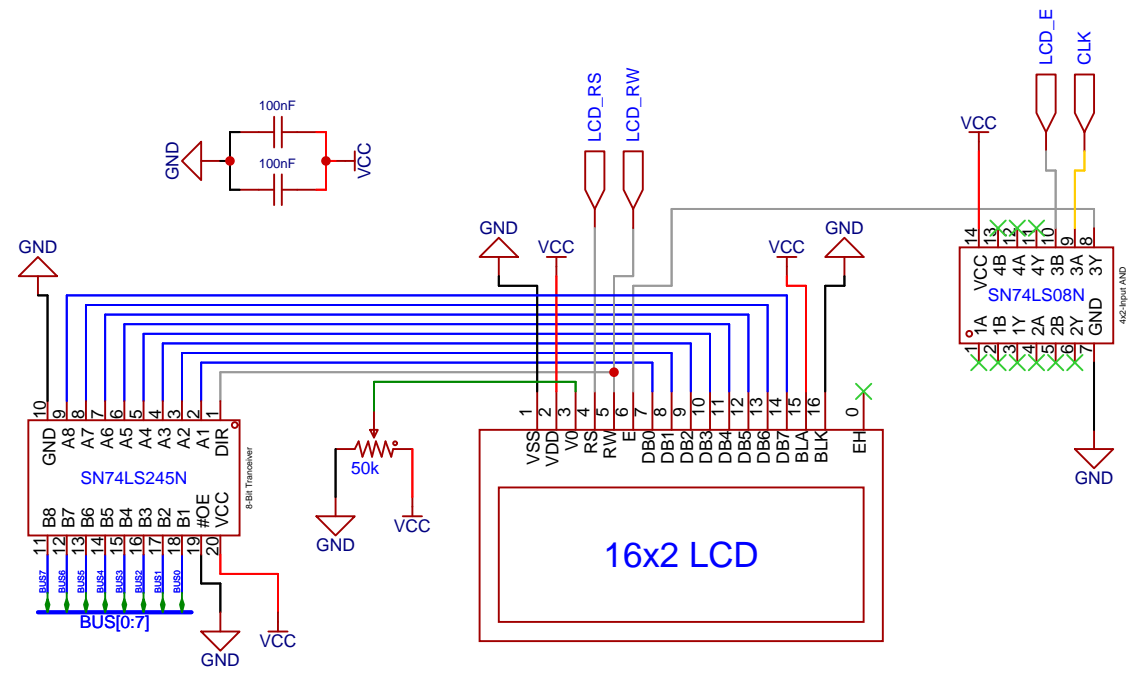 LCD_E
CLK
LCD_RS
LCD_RW
100nF
GND
100nF
VCC
VCC
14
13
12
11
10
9
8
VCC
4B
4A
4Y
3B
3A
3Y
SN74LS08N
4x2-Input AND
1A
1B
1Y
2A
2B
2Y
GND
1
2
3
4
5
6
7
GND
GND
GND
VCC
VCC
GND
10
9
8
7
6
5
4
3
2
1
GND
A8
A7
A6
A5
A4
A3
A2
A1
DIR
SN74LS245N
8-Bit Tranceiver
B8
B7
B6
B5
B4
B3
B2
B1
#OE
VCC
11
12
13
14
15
16
17
18
19
20
BUS7
BUS6
BUS5
BUS4
BUS3
BUS2
BUS1
BUS0
BUS[0:7]
GND
VCC
50k
GND
VCC
1
2
3
4
5
6
7
8
9
10
11
12
13
14
15
16
0
VSS
VDD
V0
RS
RW
E
DB0
DB1
DB2
DB3
DB4
DB5
DB6
DB7
BLA
BLK
EH
16x2 LCD